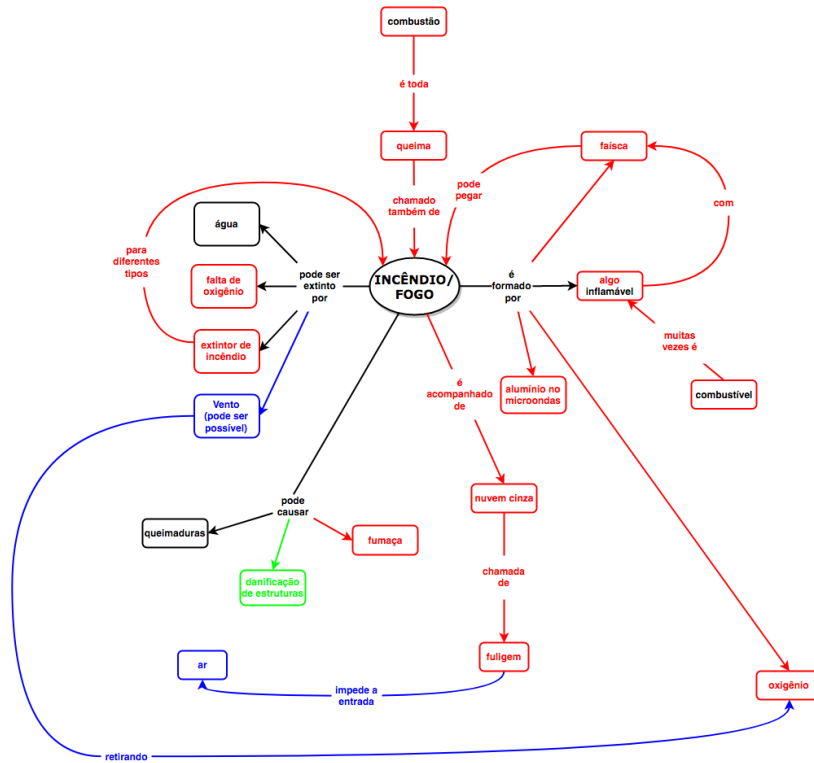 combustão
é toda
queima
faísca
chamado
também de
pode
pegar
com
água
para
diferentes
tipos
falta de
oxigênio
pode ser
extinto
por
INCÊNDIO/
FOGO
é
formado
por
algo
inflamável
extintor de
incêndio
muitas
vezes é
é
acompanhado
de
alumínio no
microondas
combustível
Vento
(pode ser
possível)
pode
causar
nuvem cinza
queimaduras
fumaça
danificação
de estruturas
chamada
de
fuligem
ar
impede a
entrada
oxigênio
retirando